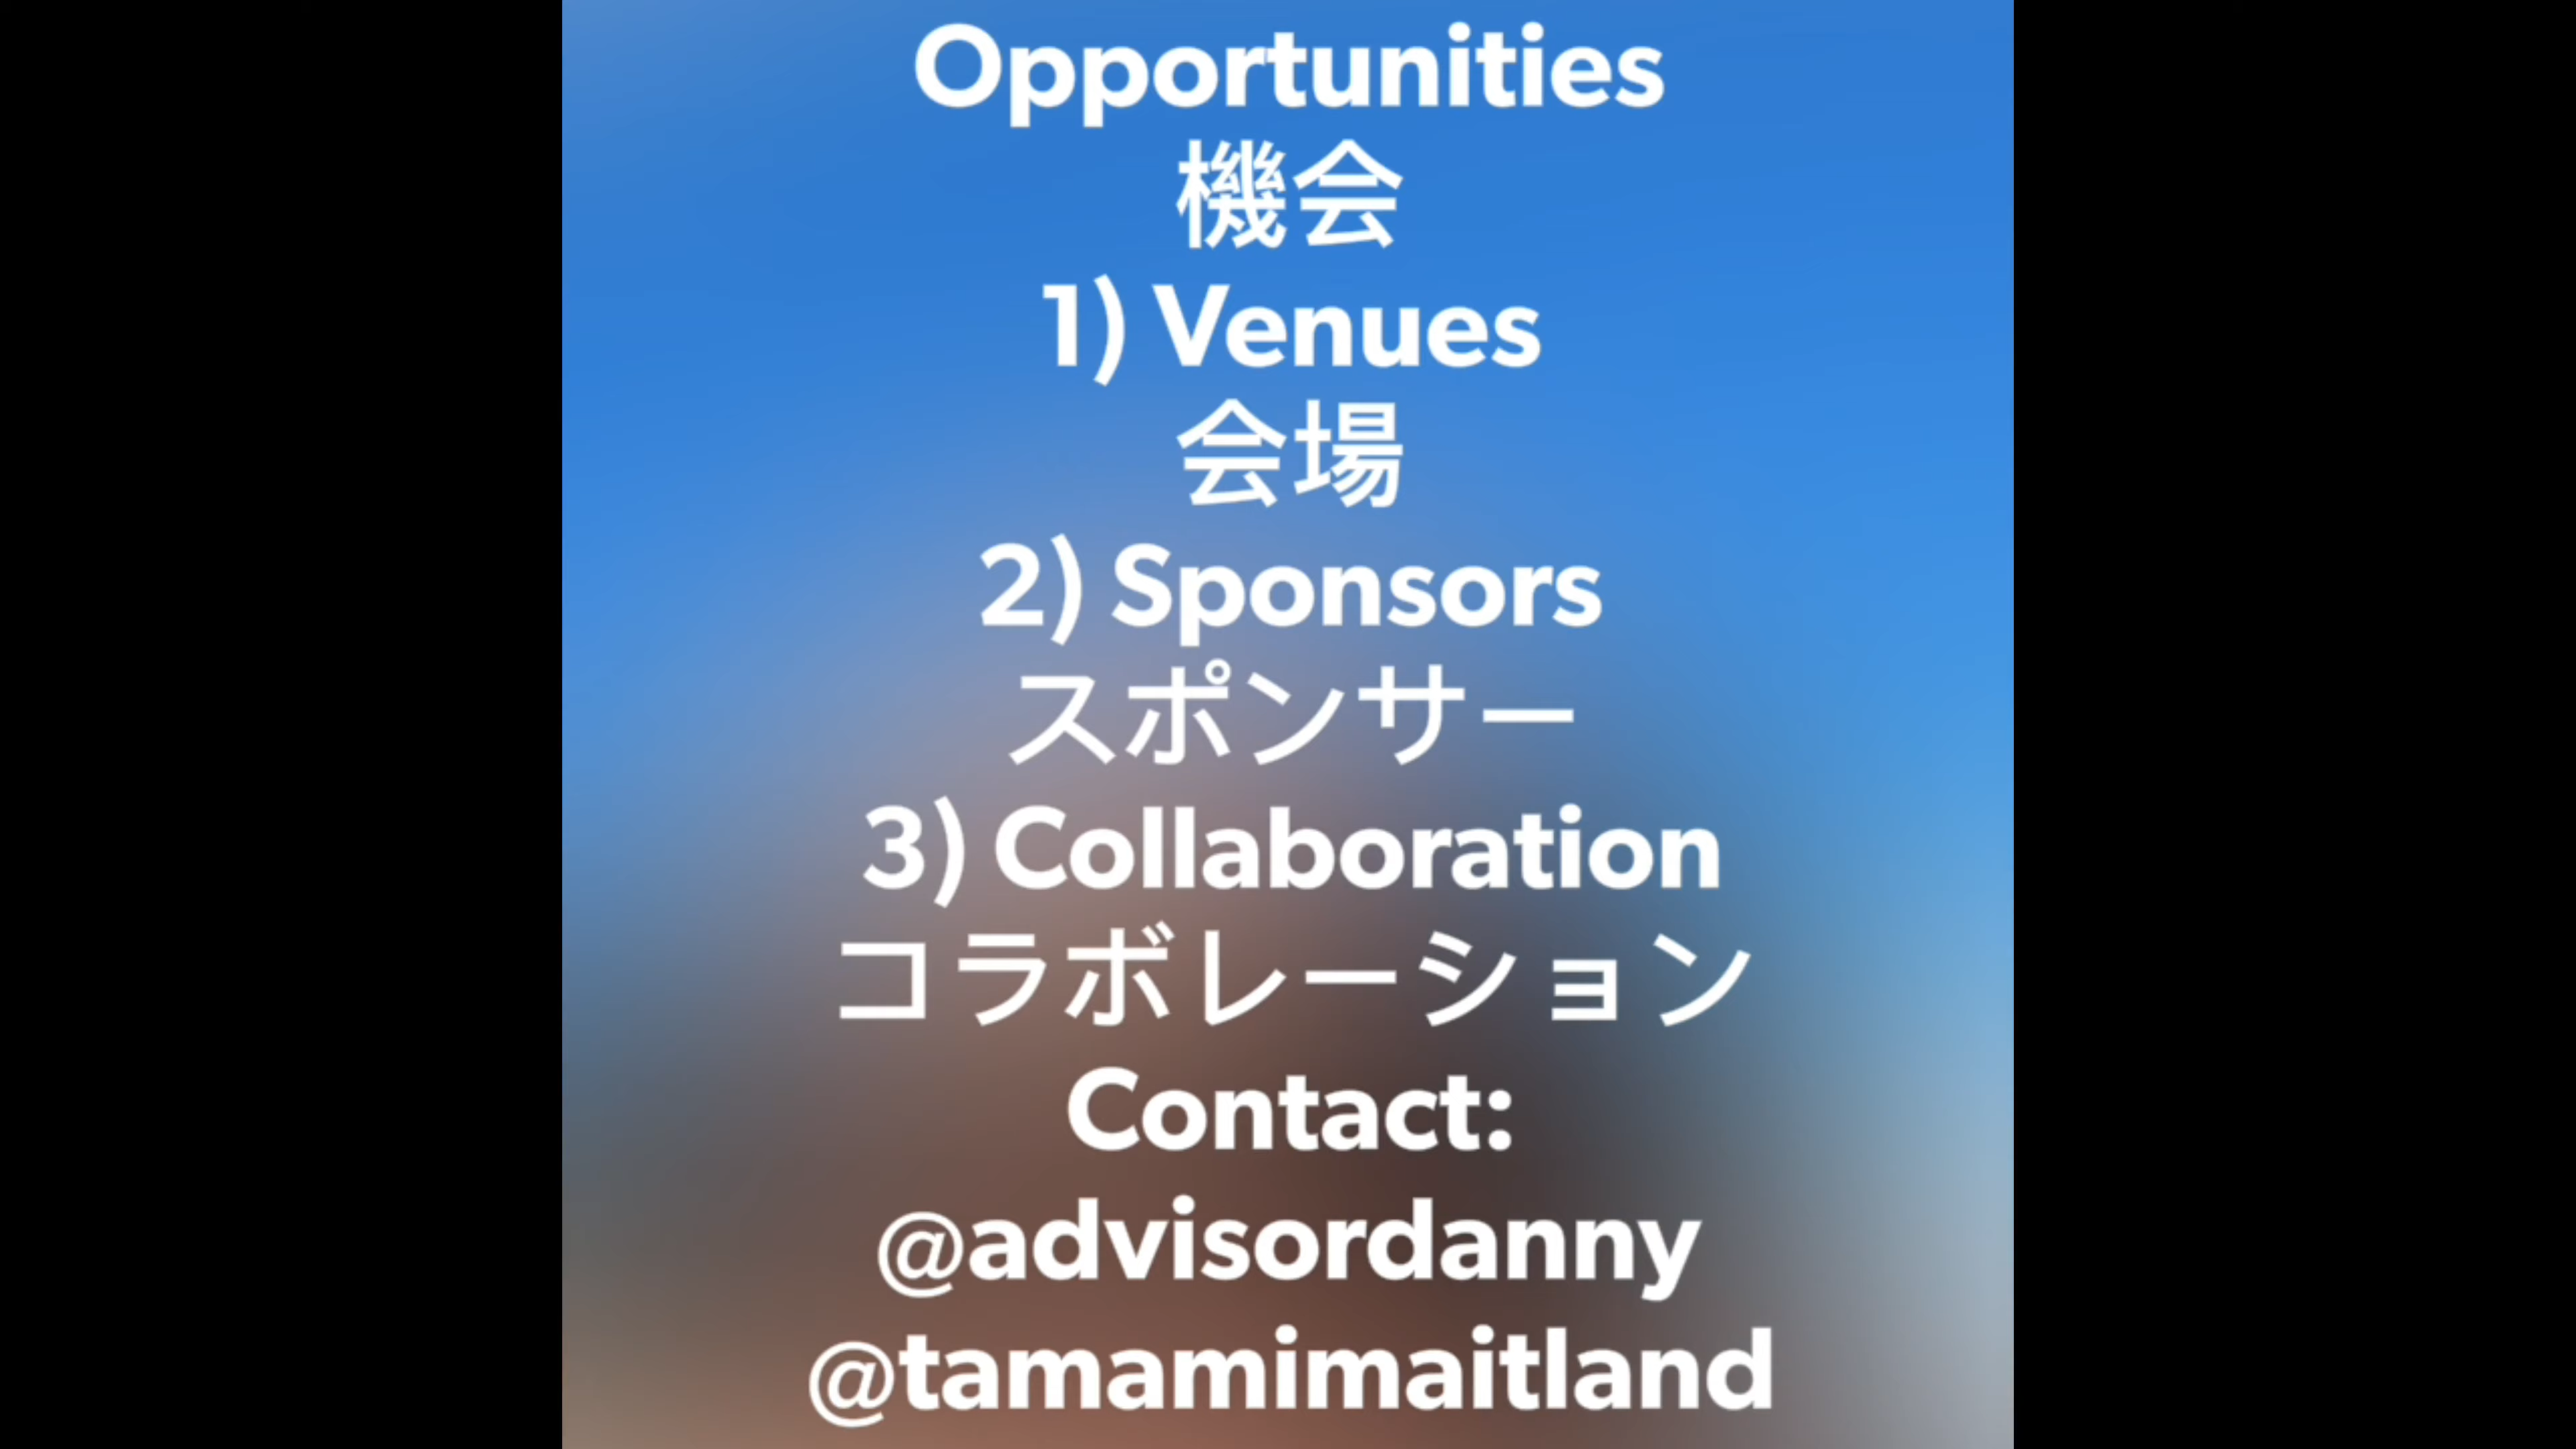 Opportunities
機会
1) Venues
会場
2) Sponsors
スポンサー
3) Collaboration
コラボレーション
Contact:
@advisordanny
@tamamimaitland